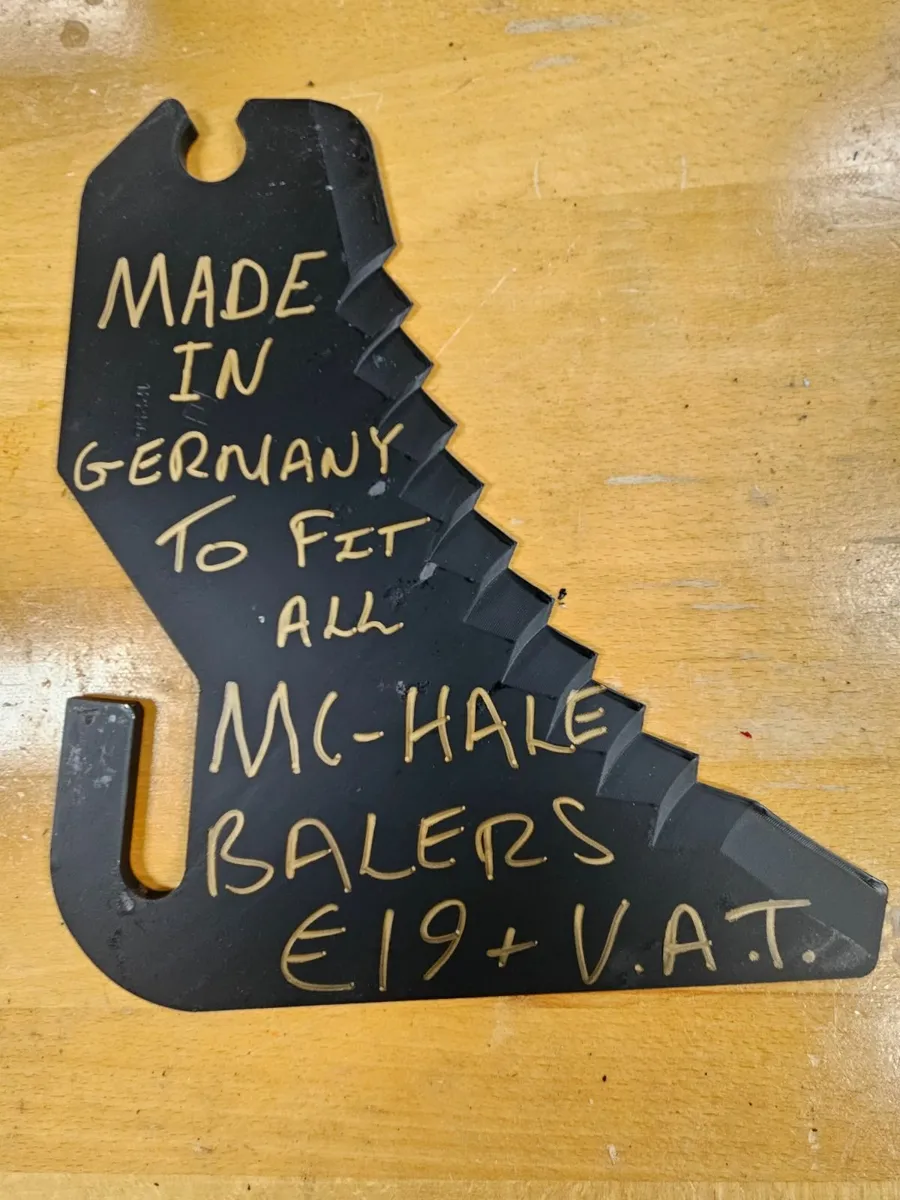 MADE
IN
GERMANY
TO FIT
ALL
MC-HALE
BALERS
€19 + V.A.T.